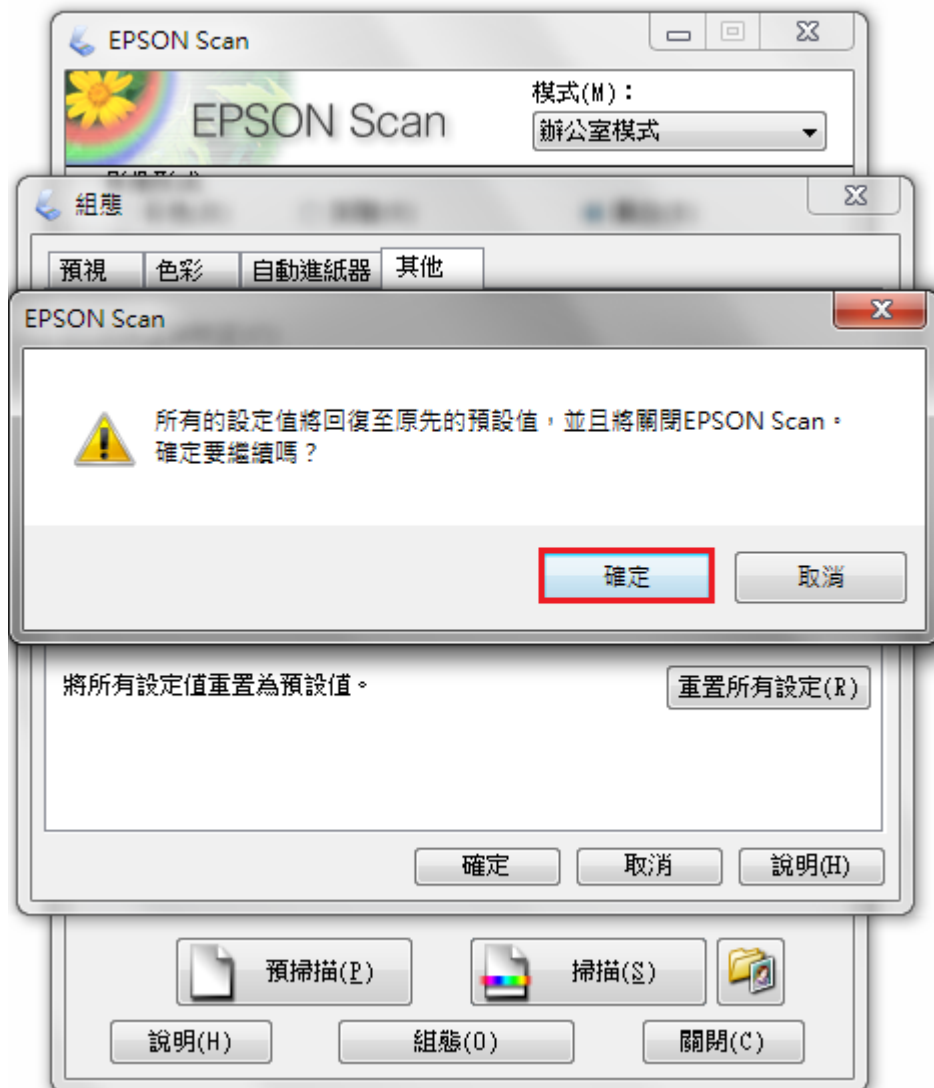 EPSON Scan
EPSON Scan
模式(M)：
辦公室模式
組態
預視
色彩
自動進紙器
其他
EPSON Scan
所有的設定值將回復至原先的預設值，並且將關閉EPSON Scan。
確定要繼續嗎？
確定
取消
將所有設定值重置為預設值。
重置所有設定(R)
確定
取消
說明(H)
預掃描(P)
掃描(S)
說明(H)
組態(O)
關閉(C)